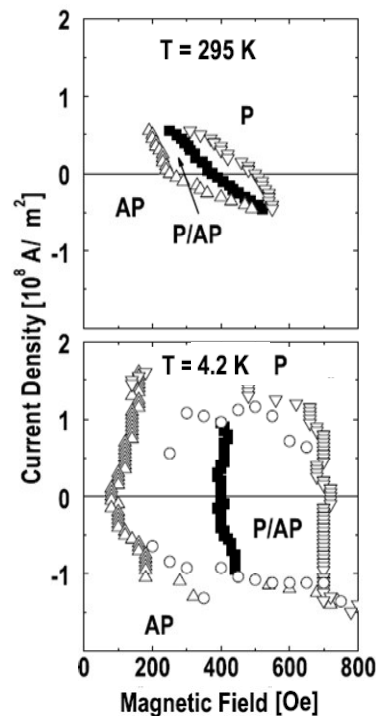 2
T = 295 K
P
1
0
AP
P/AP
-1
Current Density [10⁸ A/ m²]
2
T = 4.2 K P
1
0
P/AP
-1
AP
0 200 400 600 800
Magnetic Field [Oe]